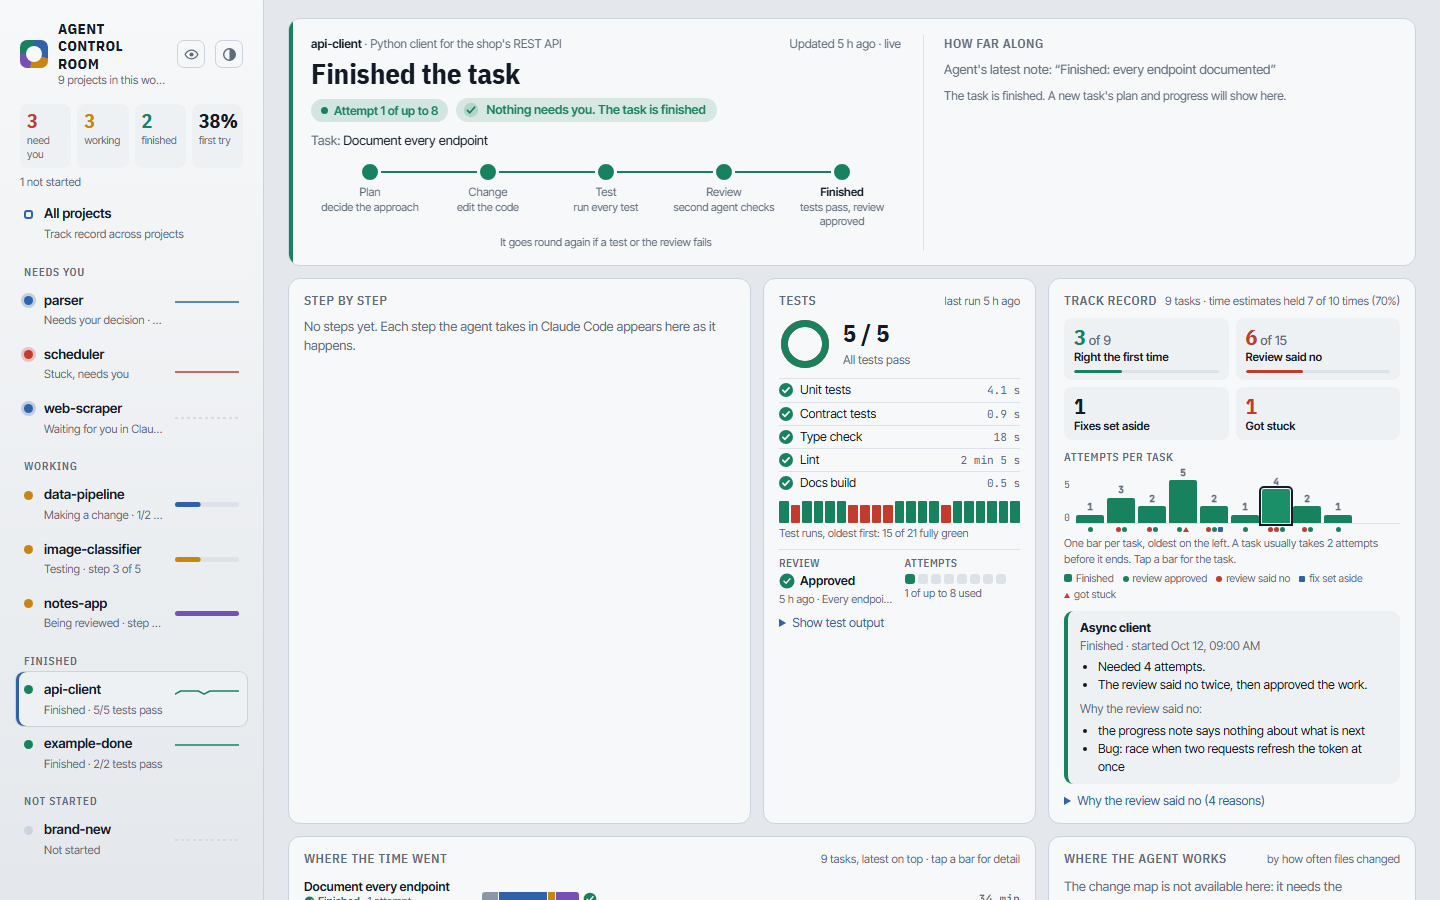 AGENT
CONTROL
ROOM
9 projects in this wo...
3
need
you
3
working
2
finished
38%
first try
1 not started
All projects
Track record across projects
NEEDS YOU
parser
Needs your decision · ...
scheduler
Stuck, needs you
web-scraper
Waiting for you in Clau...
WORKING
data-pipeline
Making a change · 1/2 ...
image-classifier
Testing · step 3 of 5
notes-app
Being reviewed · step ...
FINISHED
api-client
Finished · 5/5 tests pass
example-done
Finished · 2/2 tests pass
NOT STARTED
brand-new
Not started
api-client · Python client for the shop's REST API
Updated 5 h ago · live
Finished the task
Attempt 1 of up to 8
Nothing needs you. The task is finished
Task: Document every endpoint
Plan
decide the approach
Change
edit the code
Test
run every test
Review
second agent checks
Finished
tests pass, review
approved
It goes round again if a test or the review fails
HOW FAR ALONG
Agent's latest note: “Finished: every endpoint documented”
The task is finished. A new task's plan and progress will show here.
STEP BY STEP
No steps yet. Each step the agent takes in Claude Code appears here as it
happens.
TESTS
last run 5 h ago
5 / 5
All tests pass
Unit tests 4.1 s
Contract tests 0.9 s
Type check 18 s
Lint 2 min 5 s
Docs build 0.5 s
Test runs, oldest first: 15 of 21 fully green
REVIEW
Approved
5 h ago · Every endpoi...
ATTEMPTS
1 of up to 8 used
Show test output
TRACK RECORD
9 tasks · time estimates held 7 of 10 times (70%)
3 of 9
Right the first time
6 of 15
Review said no
1
Fixes set aside
1
Got stuck
ATTEMPTS PER TASK
5
0
1 3 2 5 2 1 4 2 1
One bar per task, oldest on the left. A task usually takes 2 attempts
before it ends. Tap a bar for the task.
Finished review approved review said no fix set aside
got stuck
Async client
Finished · started Oct 12, 09:00 AM
Needed 4 attempts.
The review said no twice, then approved the work.
Why the review said no:
the progress note says nothing about what is next
Bug: race when two requests refresh the token at
once
Why the review said no (4 reasons)
WHERE THE TIME WENT
9 tasks, latest on top · tap a bar for detail
Document every endpoint
Finished · 1 attempt
34 min
WHERE THE AGENT WORKS
by how often files changed
The change map is not available here: it needs the